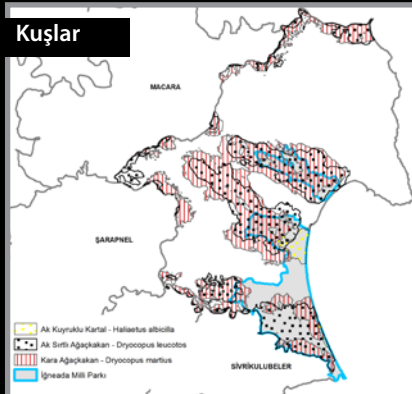 Kuşlar
MACARA
ŞARAPNEL
SİVRİKULUBELER
Ak Kuyruklu Kartal - Haliaetus albicilla
Ak Sırtlı Ağaçkakan - Dryocopus leucotos
Kara Ağaçkakan - Dryocopus martius
İğneada Milli Parkı